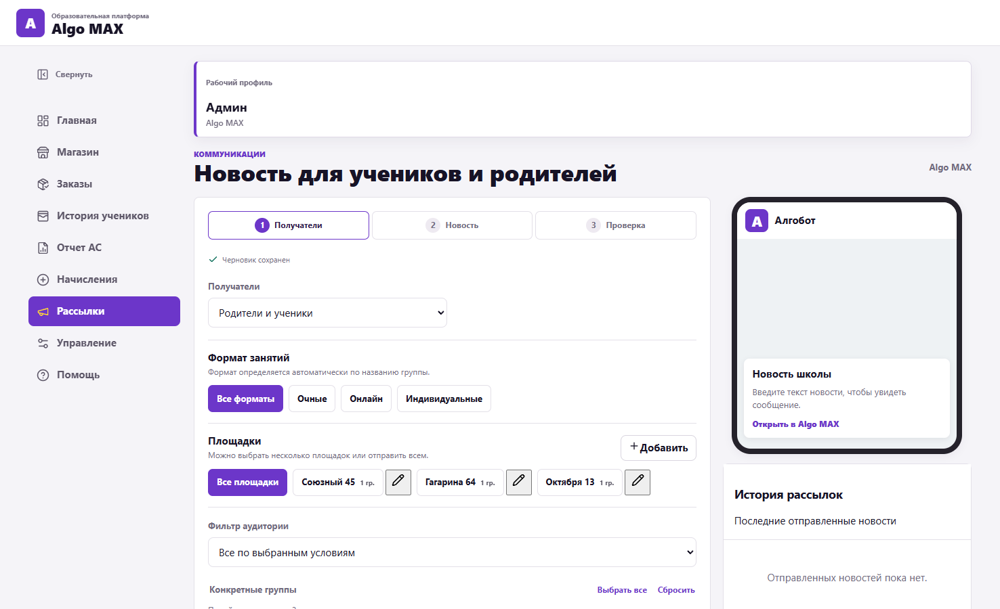 A
Образовательная платформа
Algo MAX
Свернуть
Главная
Магазин
Заказы
История учеников
Отчет АС
Начисления
Рассылки
Управление
Помощь
Рабочий профиль
Админ
Algo MAX
КОММУНИКАЦИИ
Новость для учеников и родителей
Algo MAX
1 Получатели
2 Новость
3 Проверка
Черновик сохранен
Получатели
Родители и ученики
Формат занятий
Формат определяется автоматически по названию группы.
Все форматы
Очные
Онлайн
Индивидуальные
Площадки
Можно выбрать несколько площадок или отправить всем.
Добавить
Все площадки
Союзный 45 1 гр.
Гагарина 64 1 гр.
Октября 13 1 гр.
Фильтр аудитории
Все по выбранным условиям
Конкретные группы
Выбрать все
Сбросить
A
Алгобот
Новость школы
Введите текст новости, чтобы увидеть
сообщение.
Открыть в Algo MAX
История рассылок
Последние отправленные новости
Отправленных новостей пока нет.